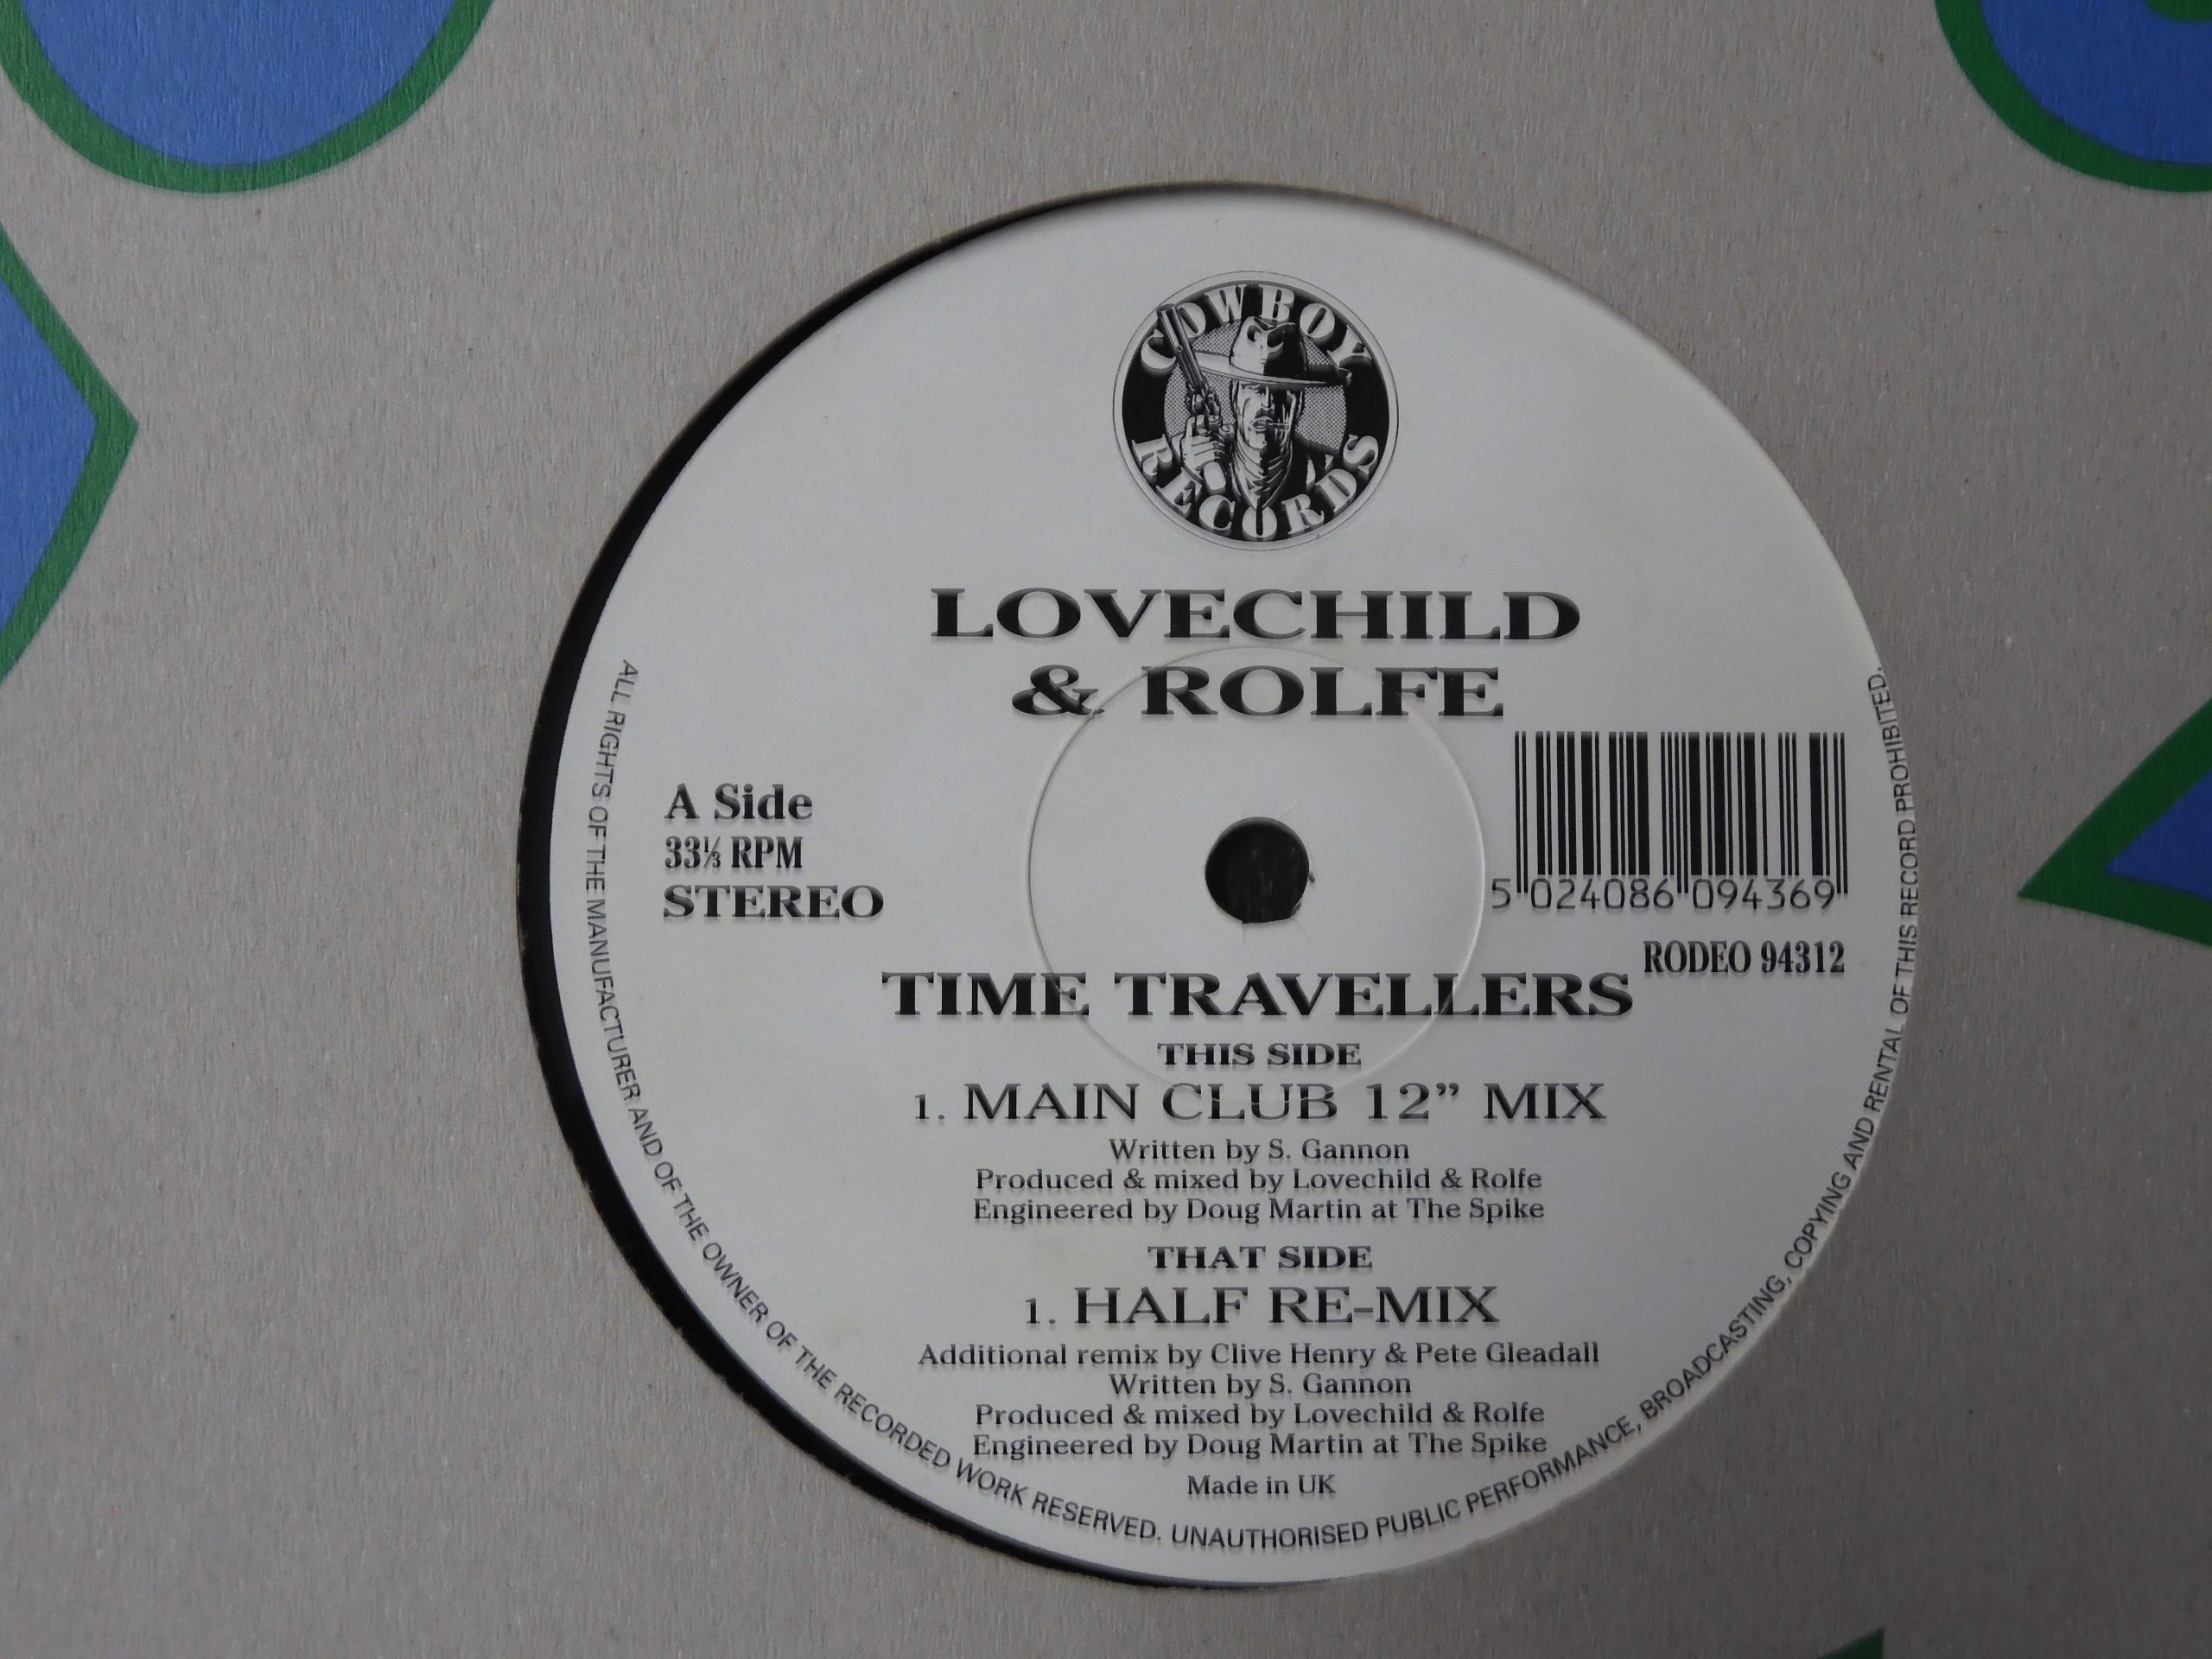 COWBOY
RECORDS
LOVECHILD
& ROLFE
A Side
33⅓ RPM
STEREO
5 024086 094369
RODEO 94312
TIME TRAVELLERS
THIS SIDE
1. MAIN CLUB 12” MIX
Written by S. Gannon
Produced & mixed by Lovechild & Rolfe
Engineered by Doug Martin at The Spike
THAT SIDE
1. HALF RE-MIX
Additional remix by Clive Henry & Pete Gleadall
Written by S. Gannon
Produced & mixed by Lovechild & Rolfe
Engineered by Doug Martin at The Spike
Made in UK
ALL RIGHTS OF THE MANUFACTURER AND OF THE OWNER OF THE RECORDED WORK RESERVED. UNAUTHORISED PUBLIC PERFORMANCE, BROADCASTING, COPYING AND RENTAL OF THIS RECORD PROHIBITED.